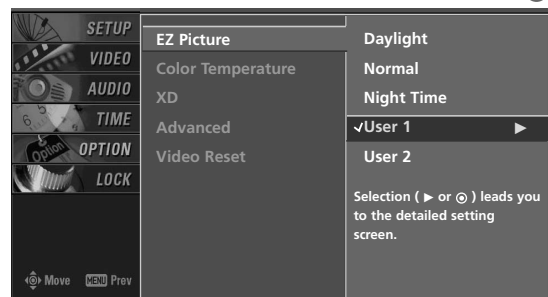 SETUP
VIDEO
AUDIO
TIME
OPTION
LOCK
Move MENU Prev
EZ Picture
Color Temperature
XD
Advanced
Video Reset
Daylight
Normal
Night Time
✓User 1 ►
User 2
Selection ( ► or ◉ ) leads you
to the detailed setting
screen.